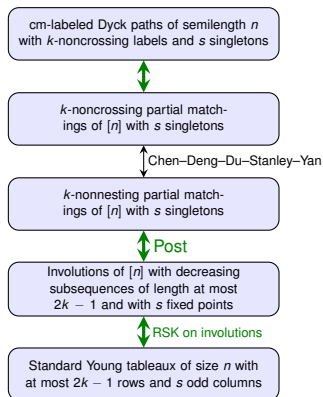 cm-labeled Dyck paths of semilength n
with k-noncrossing labels and s singletons
k-noncrossing partial match-
ings of [n] with s singletons
Chen–Deng–Du–Stanley–Yan
k-nonnesting partial match-
ings of [n] with s singletons
Post
Involutions of [n] with decreasing
subsequences of length at most
2k − 1 and with s fixed points
RSK on involutions
Standard Young tableaux of size n with
at most 2k − 1 rows and s odd columns